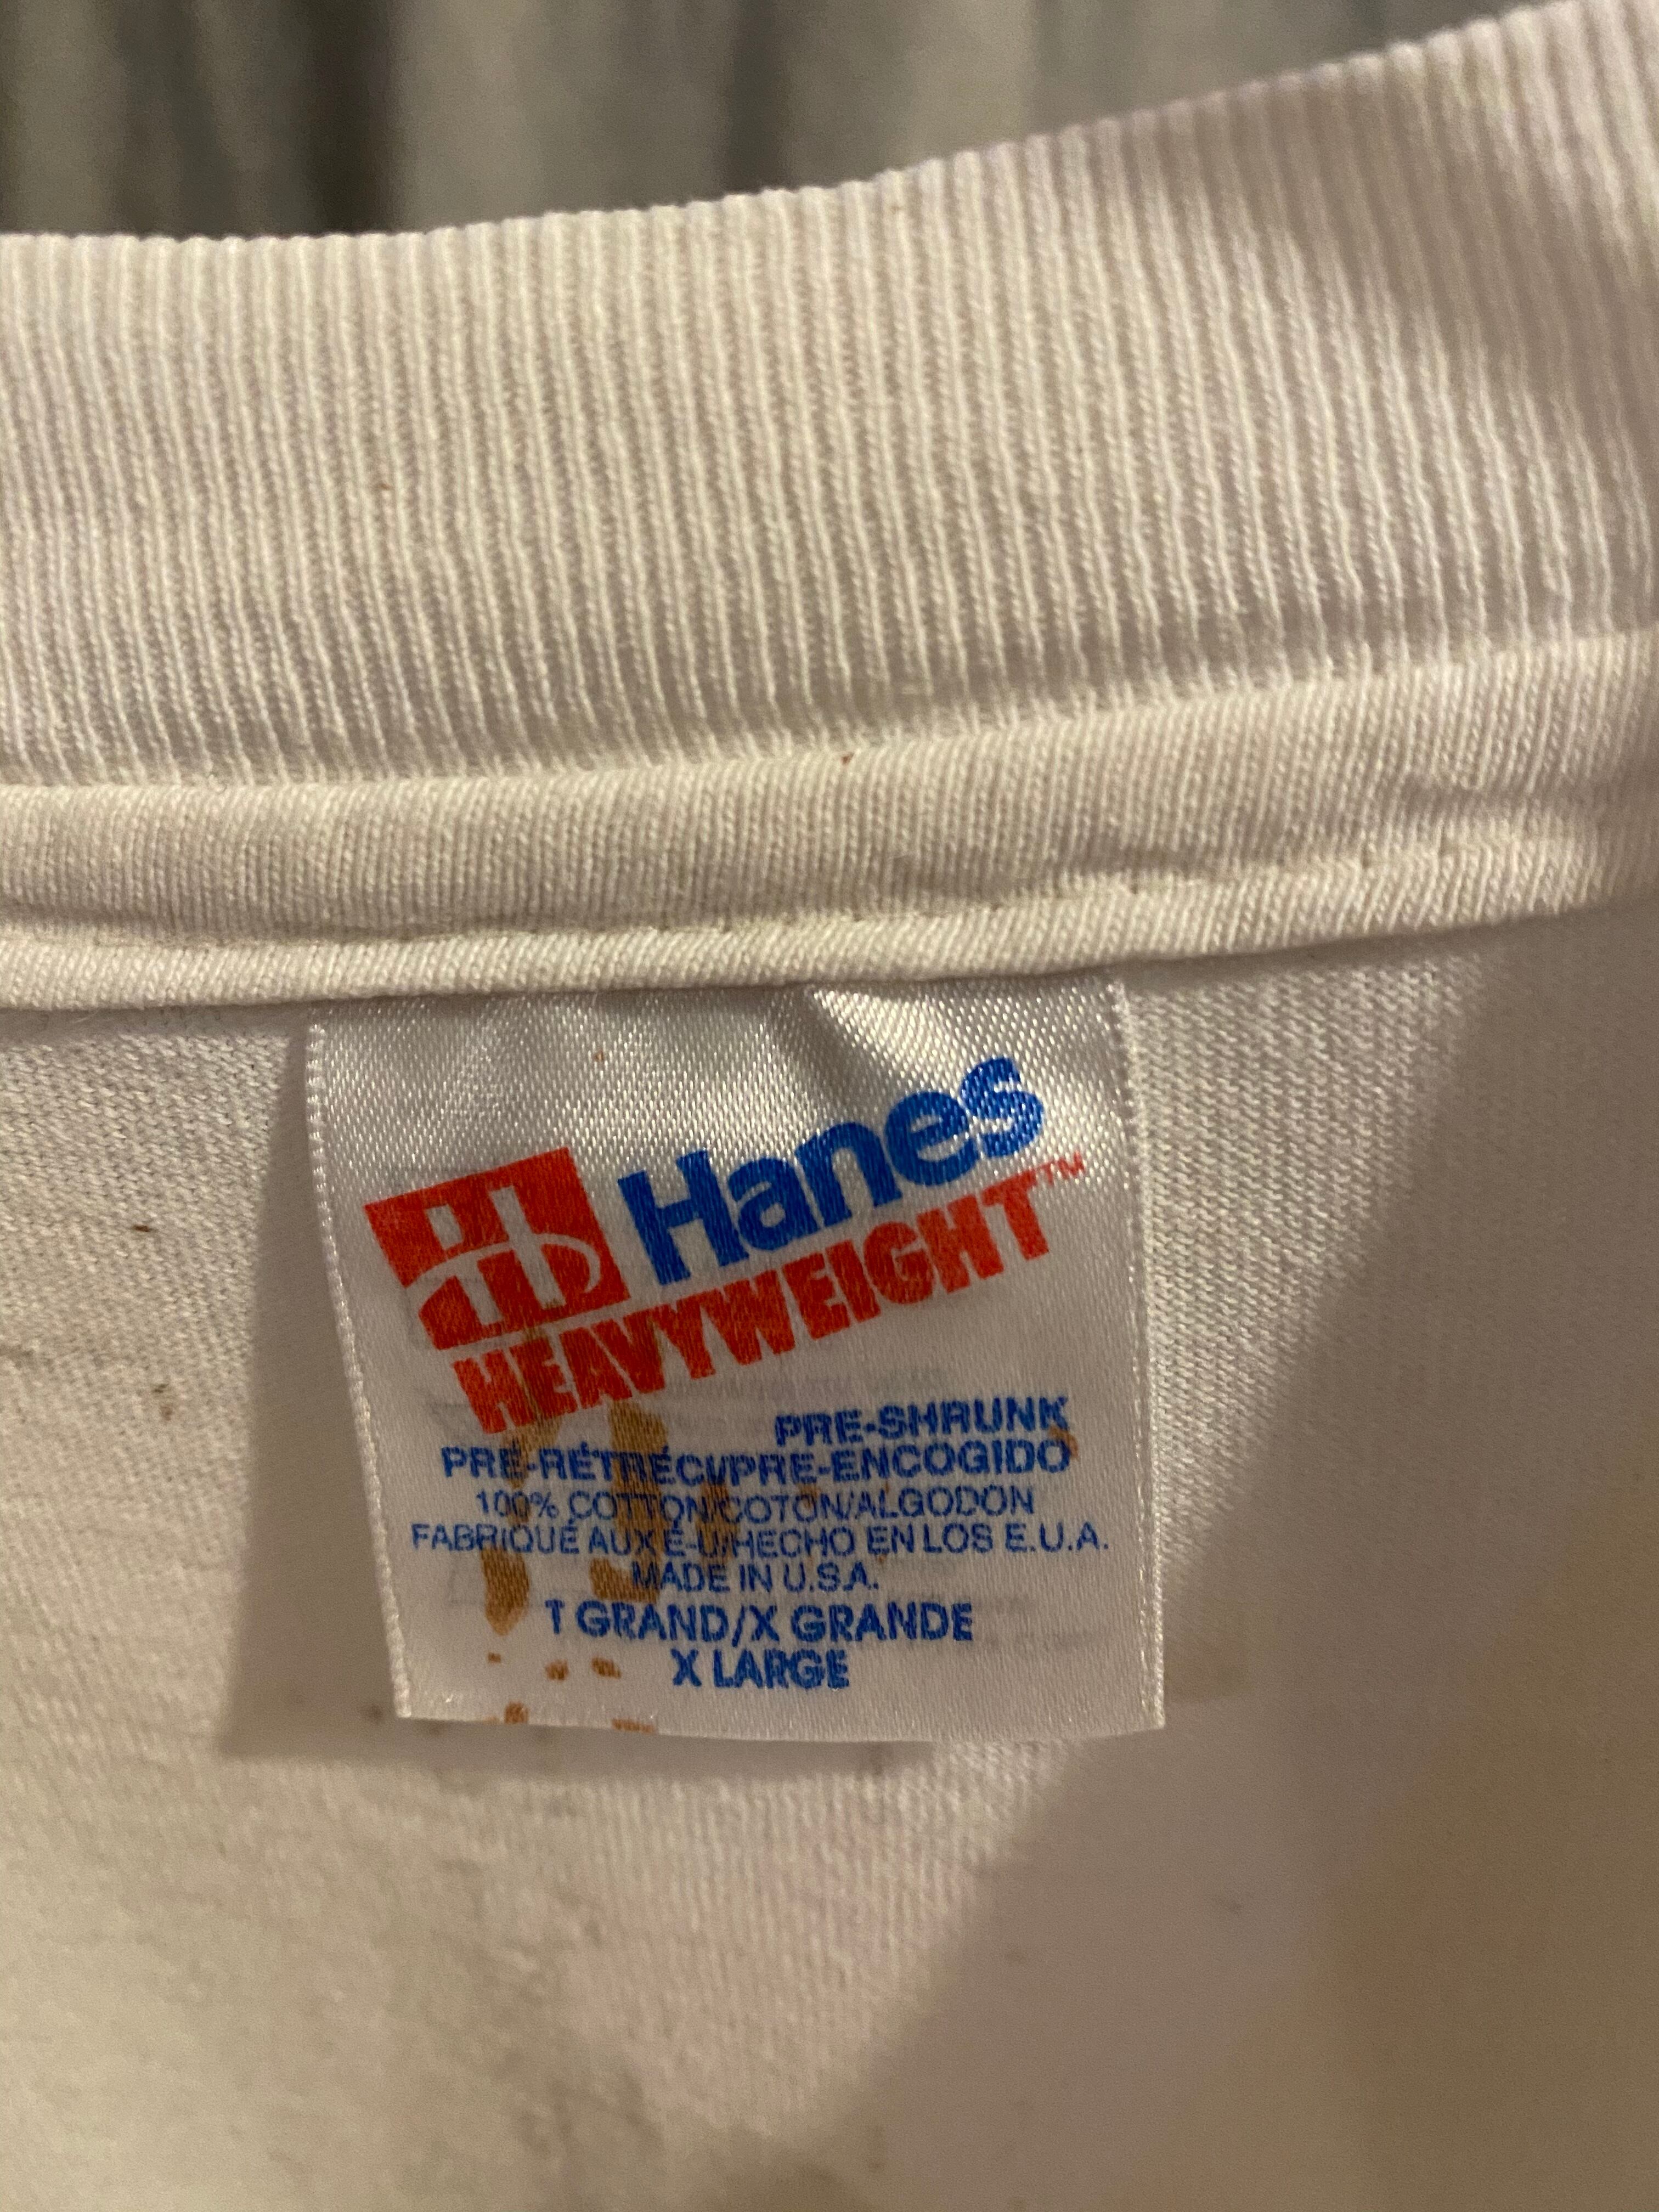 Hanes
HEAVYWEIGHT™
PRE-SHRUNK
PRÉ-RÉTRÉCI/PRE-ENCOGIDO
100% COTTON/COTON/ALGODON
FABRIQUÉ AUX É-U/HECHO EN LOS E.U.A.
MADE IN U.S.A.
T GRAND/X GRANDE
X LARGE